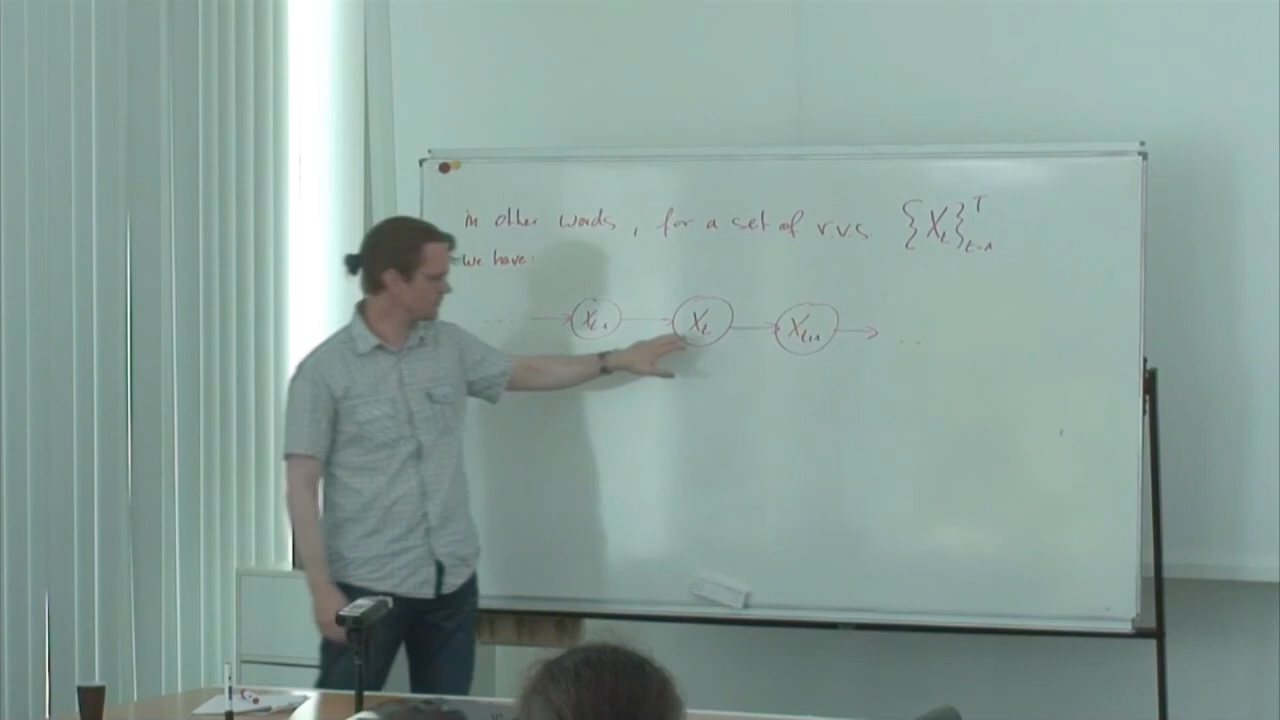 in other words, for a set of r.v.s {X_t}_{t=1}^T
we have:
... → X_{t-1} → X_t → X_{t+1} → ...